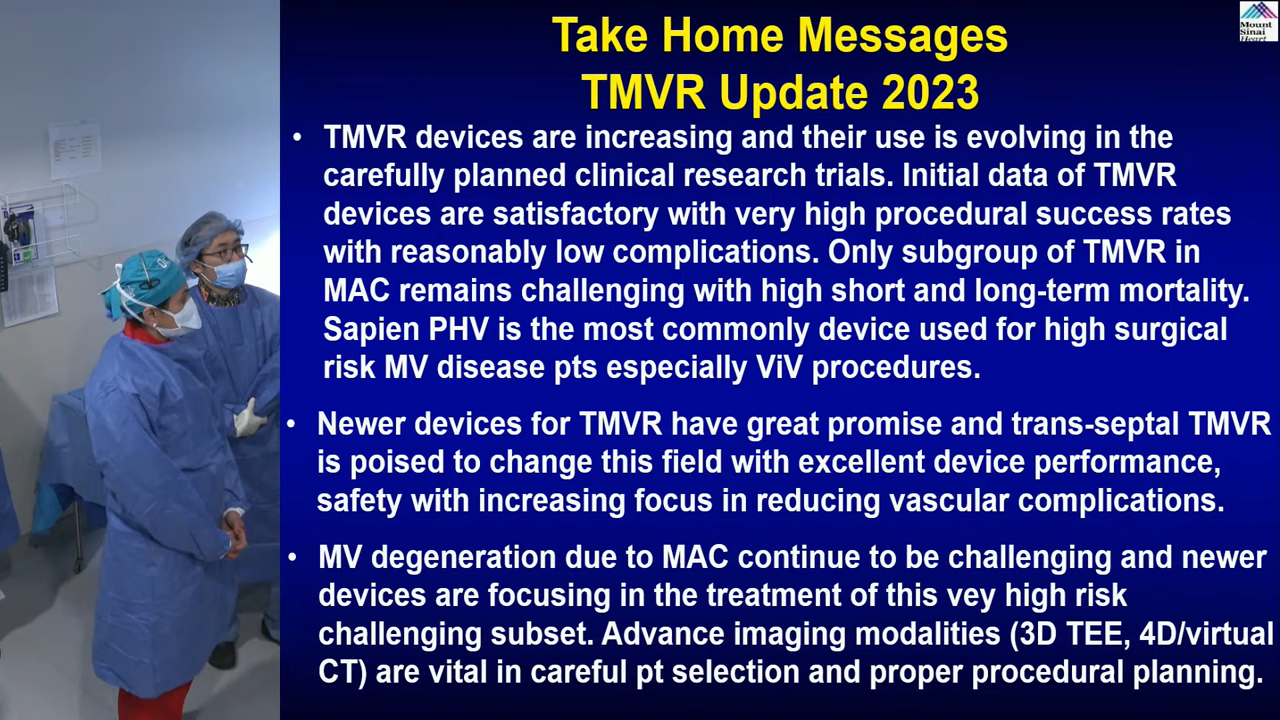 Take Home Messages
TMVR Update 2023
Mount
Sinai
Heart
• TMVR devices are increasing and their use is evolving in the
carefully planned clinical research trials. Initial data of TMVR
devices are satisfactory with very high procedural success rates
with reasonably low complications. Only subgroup of TMVR in
MAC remains challenging with high short and long-term mortality.
Sapien PHV is the most commonly device used for high surgical
risk MV disease pts especially ViV procedures.
• Newer devices for TMVR have great promise and trans-septal TMVR
is poised to change this field with excellent device performance,
safety with increasing focus in reducing vascular complications.
• MV degeneration due to MAC continue to be challenging and newer
devices are focusing in the treatment of this vey high risk
challenging subset. Advance imaging modalities (3D TEE, 4D/virtual
CT) are vital in careful pt selection and proper procedural planning.